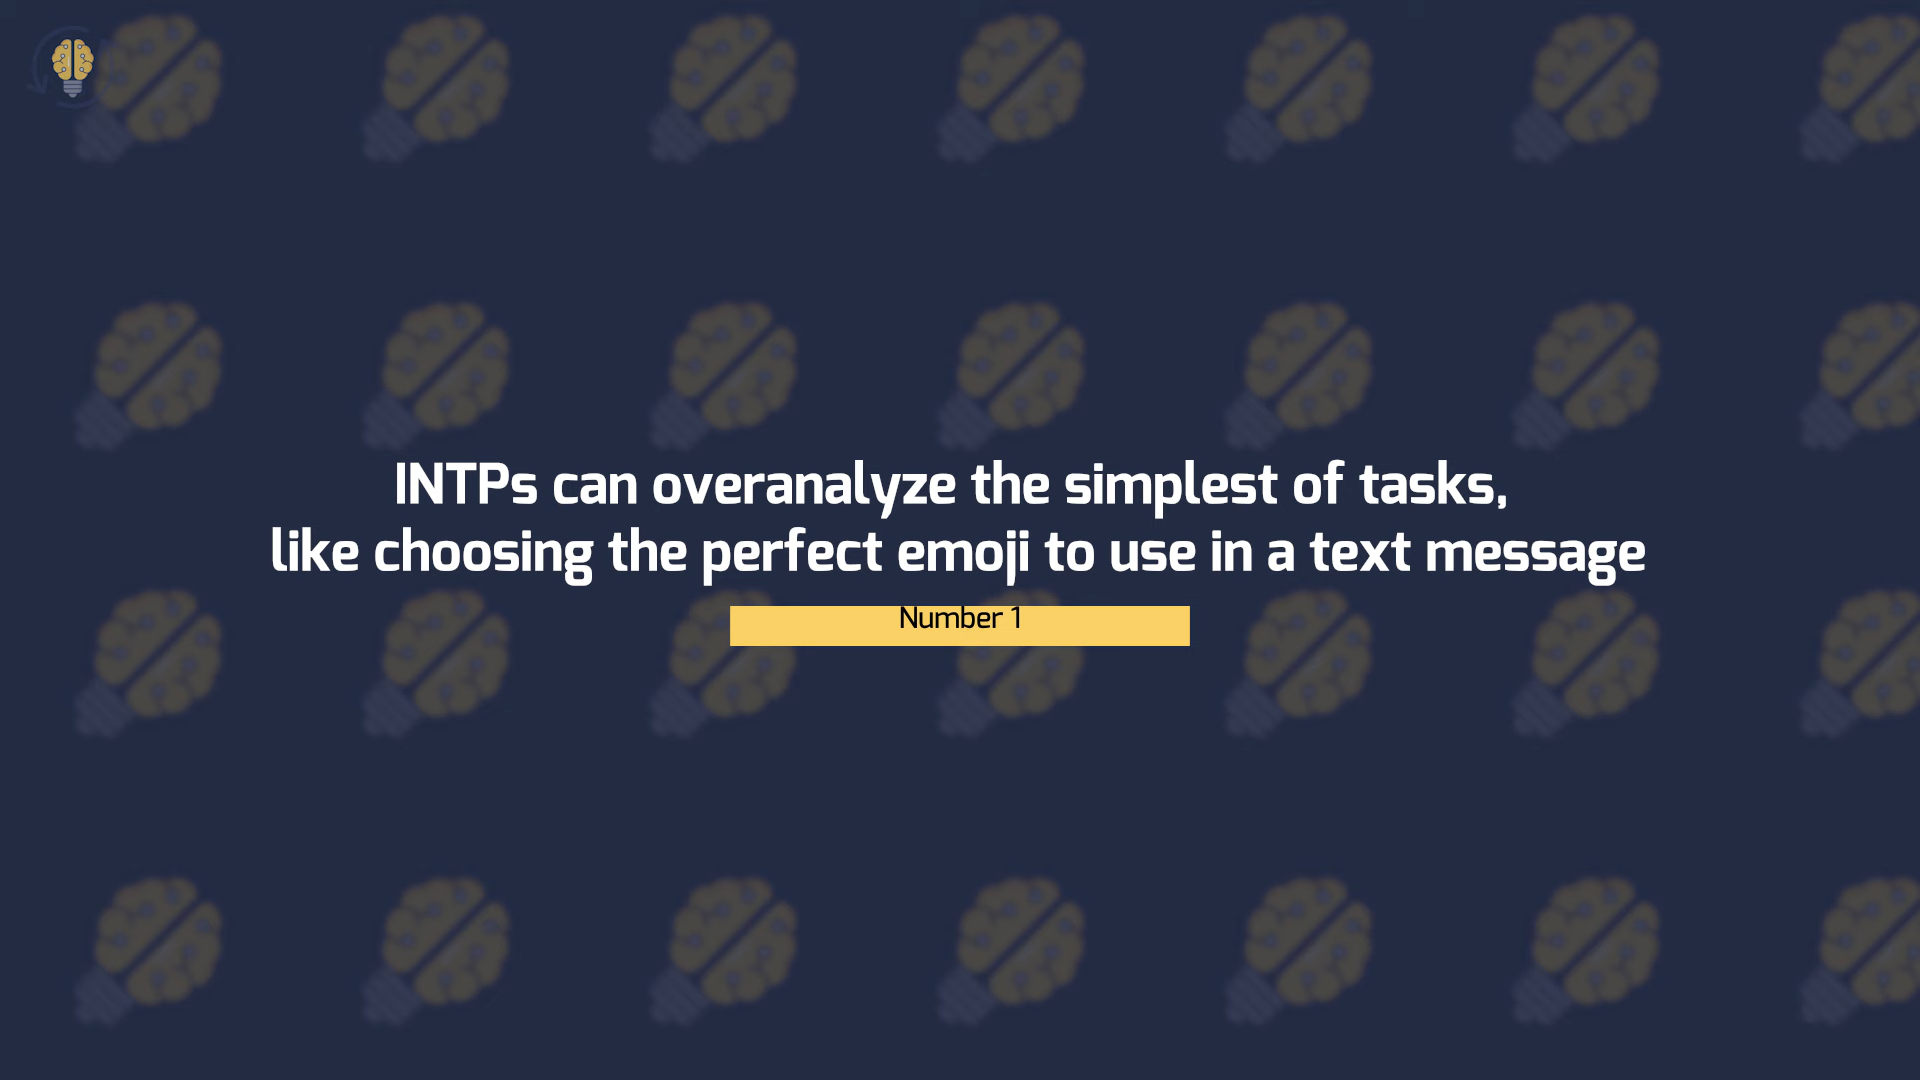 INTPs can overanalyze the simplest of tasks,
like choosing the perfect emoji to use in a text message
Number 1